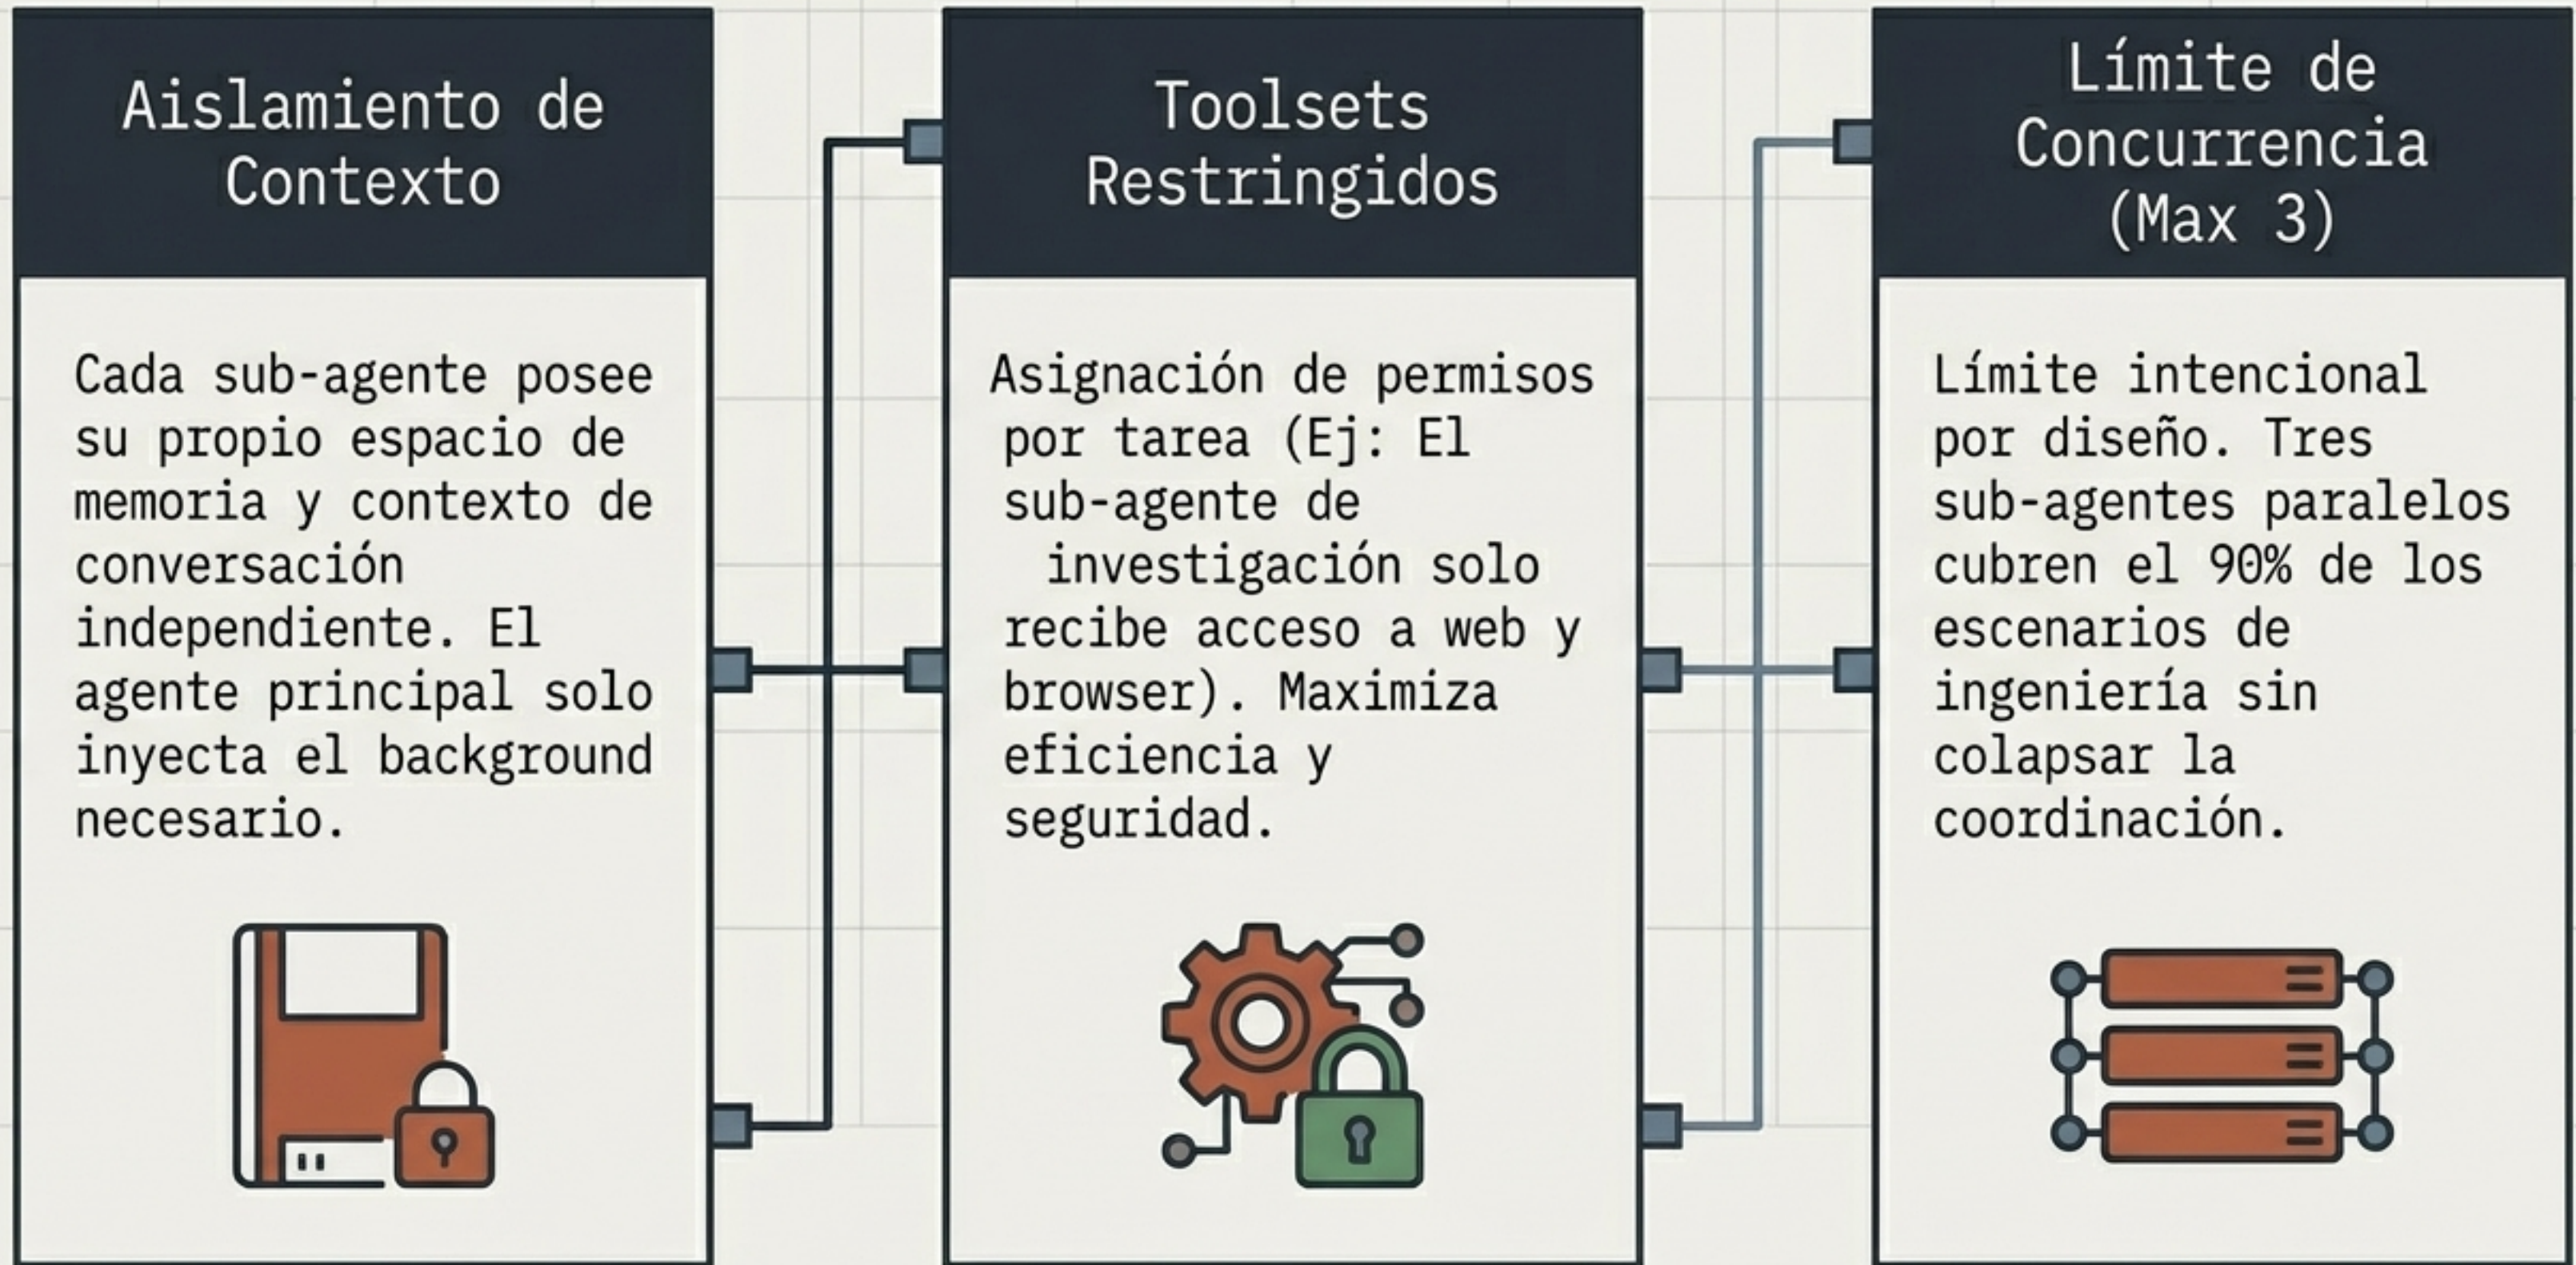 Aislamiento de
Contexto
Cada sub-agente posee
su propio espacio de
memoria y contexto de
conversación
independiente. El
agente principal solo
inyecta el background
necesario.
Toolsets
Restringidos
Asignación de permisos
por tarea (Ej: El
sub-agente de
investigación solo
recibe acceso a web y
browser). Maximiza
eficiencia y
seguridad.
Límite de
Concurrencia
(Max 3)
Límite intencional
por diseño. Tres
sub-agentes paralelos
cubren el 90% de los
escenarios de
ingeniería sin
colapsar la
coordinación.